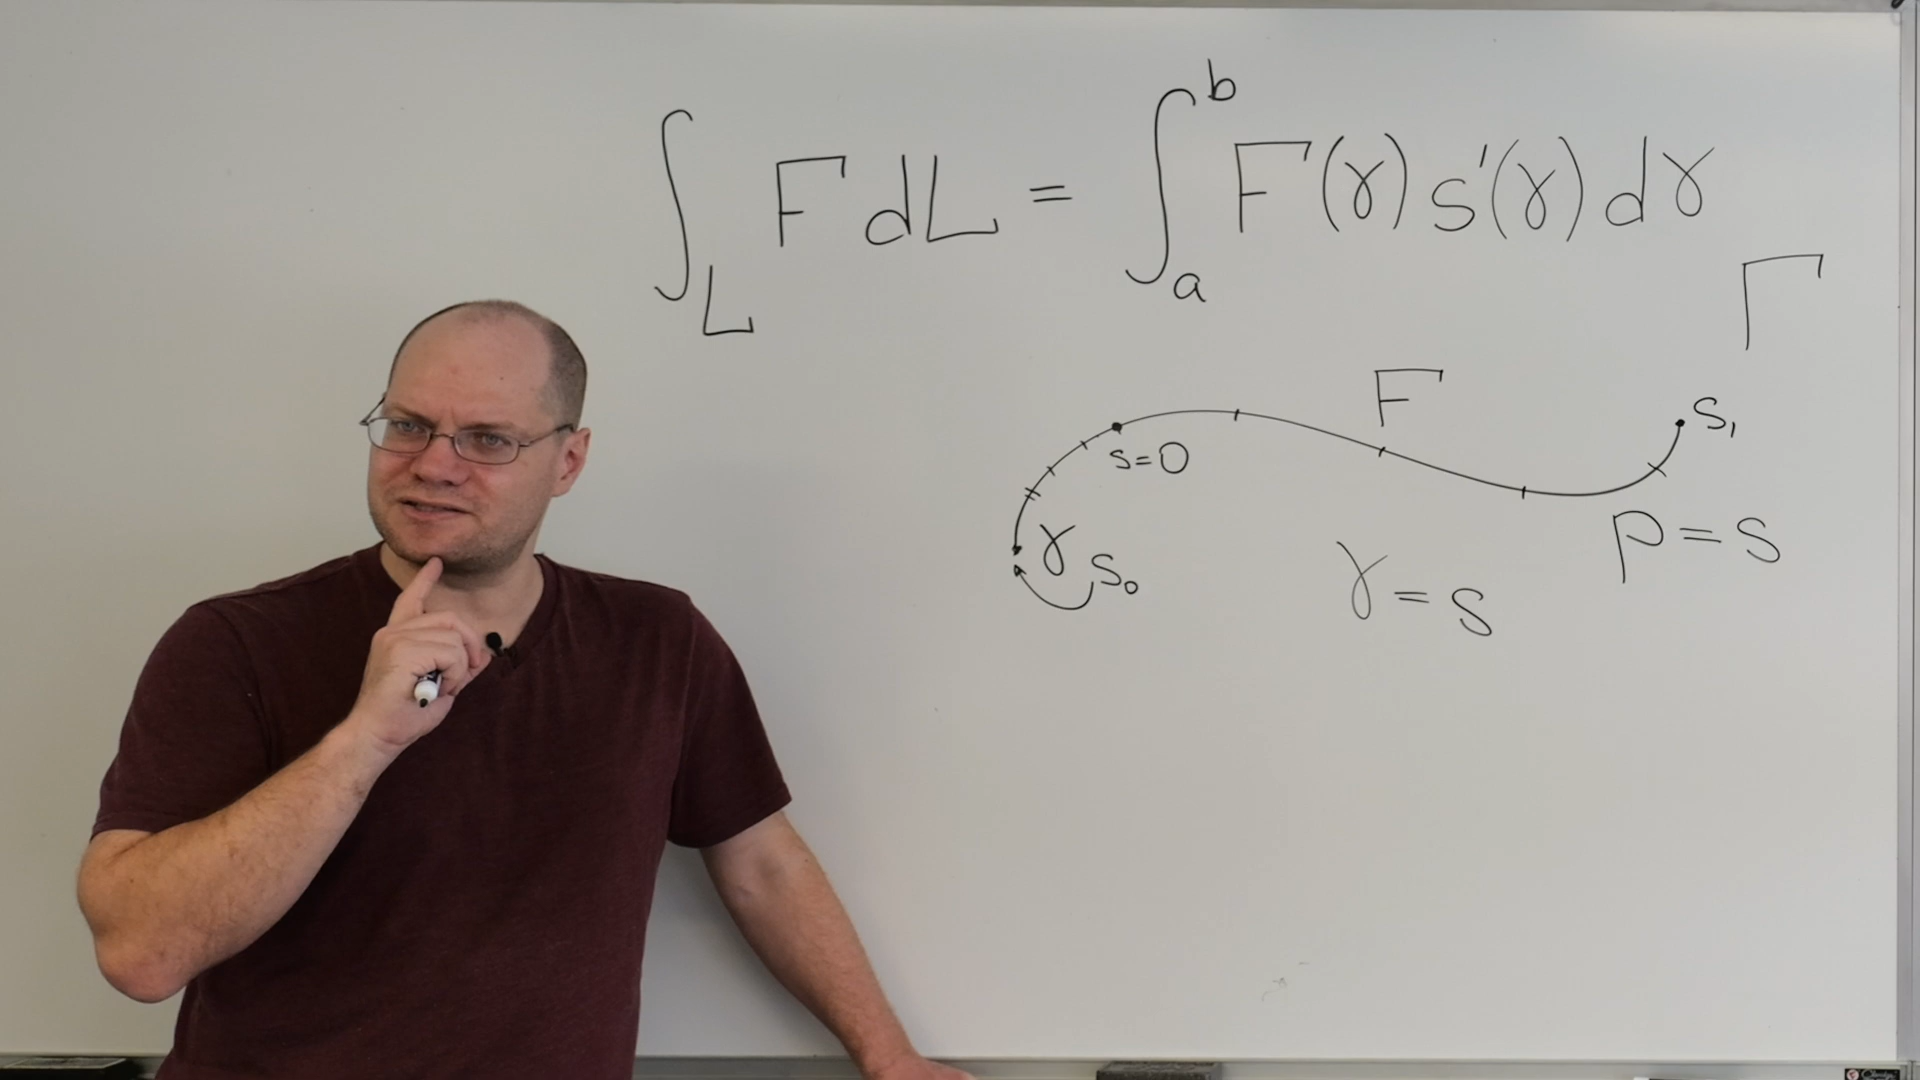 ∫_L F dL = ∫_a^b F(γ) s'(γ) dγ
Γ
F
s₁
s=0
γ
s₀
γ = s
ρ = s